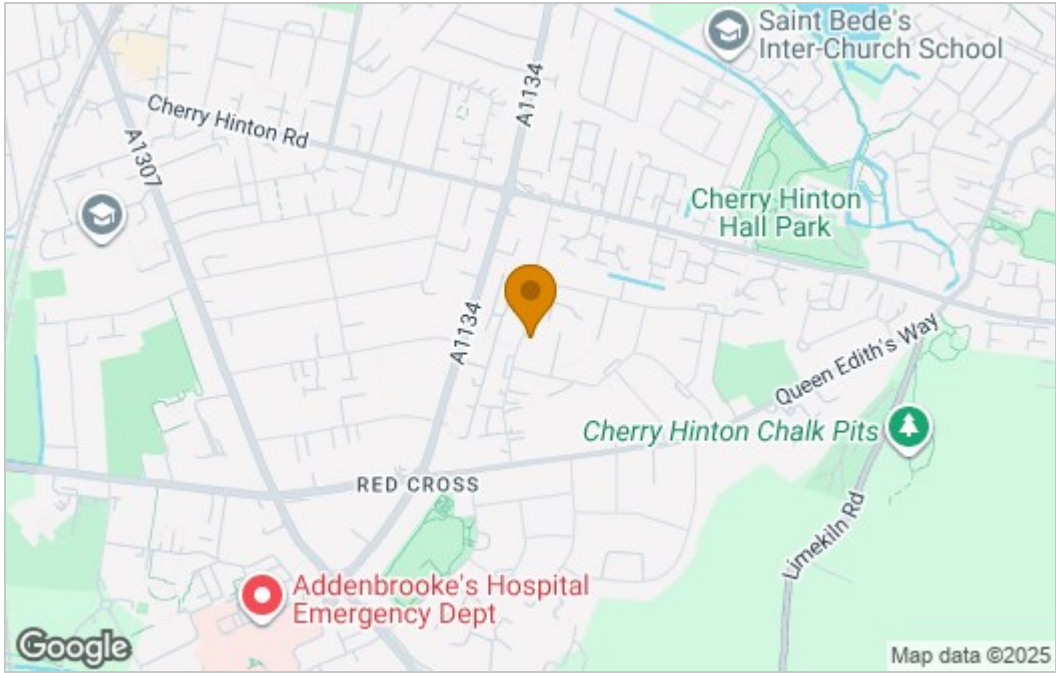 Saint Bede's
Inter-Church School
A1134
Cherry Hinton Rd
A1307
Cherry Hinton
Hall Park
A1134
Queen Edith's Way
Cherry Hinton Chalk Pits
RED CROSS
Limekiln Rd
Addenbrooke's Hospital
Emergency Dept
Google
Map data ©2025